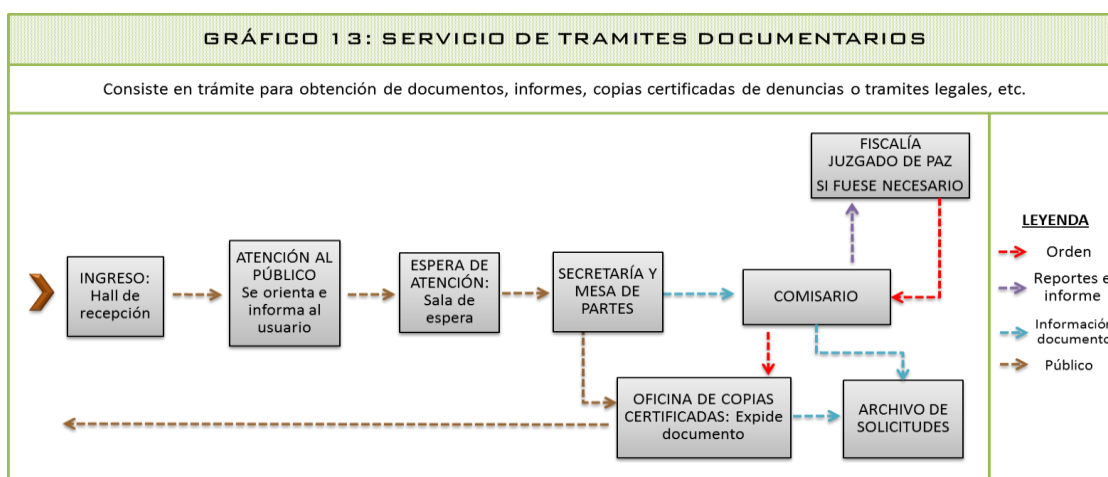 GRÁFICO 13: SERVICIO DE TRAMITES DOCUMENTARIOS
Consiste en trámite para obtención de documentos, informes, copias certificadas de denuncias o tramites legales, etc.
FISCALÍA
JUZGADO DE PAZ
SI FUESE NECESARIO
INGRESO:
Hall de
recepción
ATENCIÓN AL
PÚBLICO
Se orienta e
informa al
usuario
ESPERA DE
ATENCIÓN:
Sala de
espera
SECRETARÍA Y
MESA DE
PARTES
COMISARIO
OFICINA DE COPIAS
CERTIFICADAS: Expide
documento
ARCHIVO DE
SOLICITUDES
LEYENDA
Orden
Reportes e
informe
Información
documento
Público